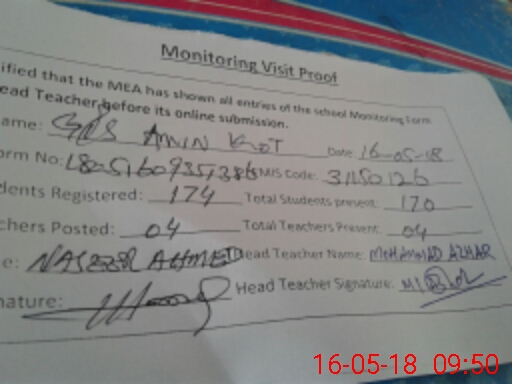 Monitoring Visit Proof
ified that the MEA has shown all entries of the school Monitoring Form
ead Teacher before its online submission.
ame: GPS AMIN KOT Date: 16-05-18
orm No: MIS Code: 31150126
dents Registered: 174 Total Students present: 170
chers Posted: 04 Total Teachers Present: 04
e: NASEER AHMED Head Teacher Name: MOHAMMAD AZHAR
nature: Head Teacher Signature:
16-05-18 09:50